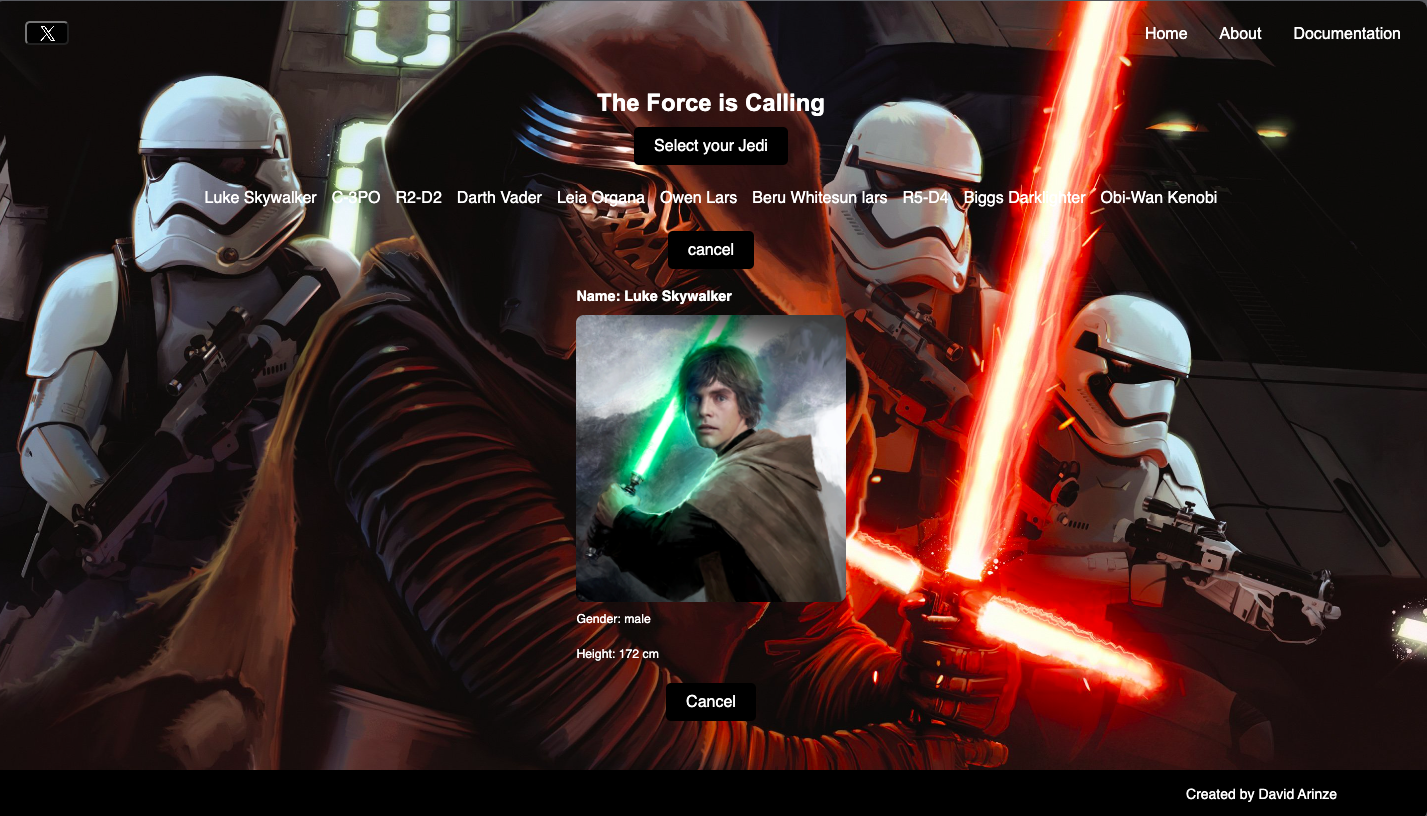 𝕏 Home About Documentation
The Force is Calling
Select your Jedi
Luke Skywalker C-3PO R2-D2 Darth Vader Leia Organa Owen Lars Beru Whitesun lars R5-D4 Biggs Darklighter Obi-Wan Kenobi
cancel
Name: Luke Skywalker
Gender: male
Height: 172 cm
Cancel
Created by David Arinze